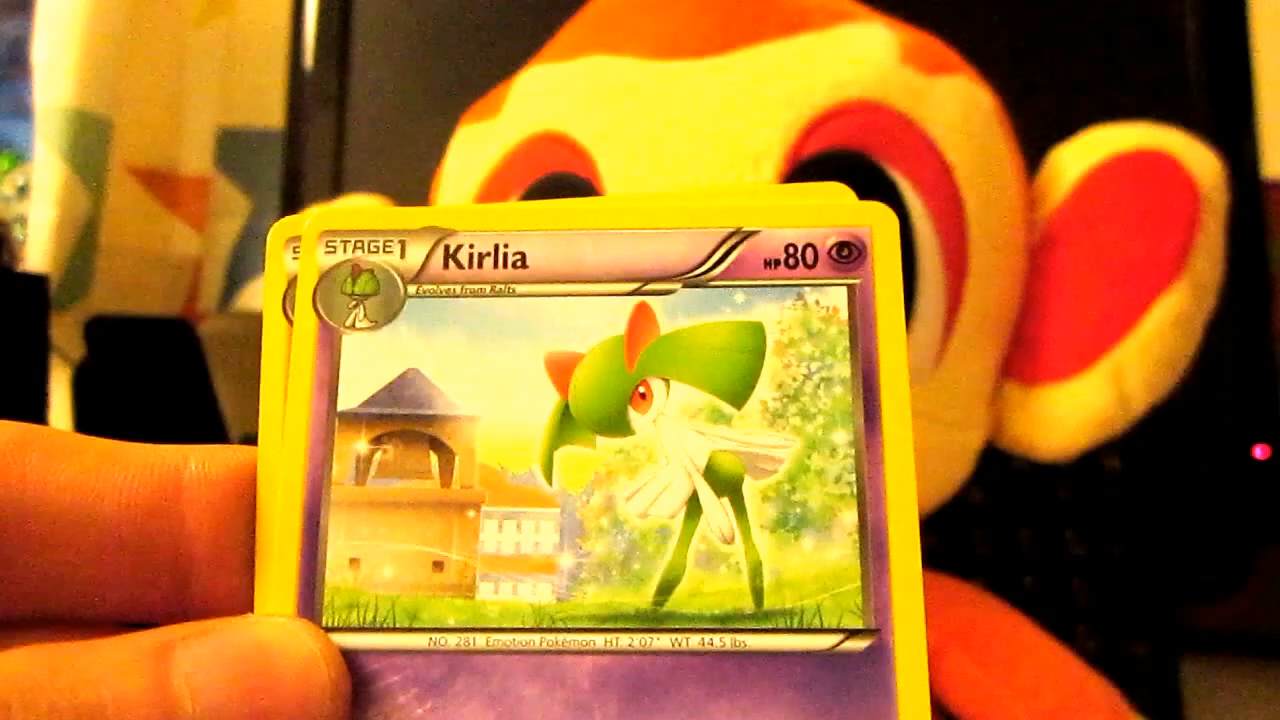 STAGE1 Kirlia HP80
Evolves from Ralts
NO. 281 Emotion Pokémon HT: 2'07" WT: 44.5 lbs.
S